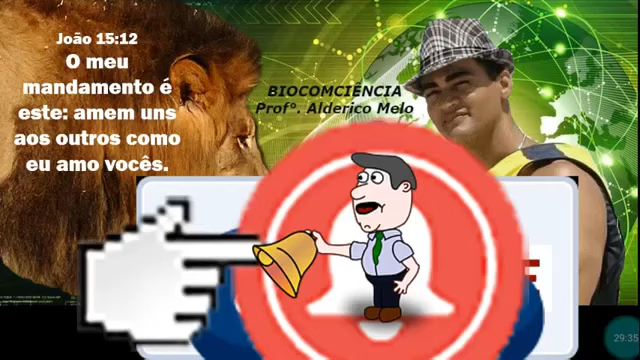 João 15:12
O meu
mandamento é
este: amem uns
aos outros como
eu amo vocês.
BIOCOMCIÊNCIA
Profº. Alderico Melo
29:35